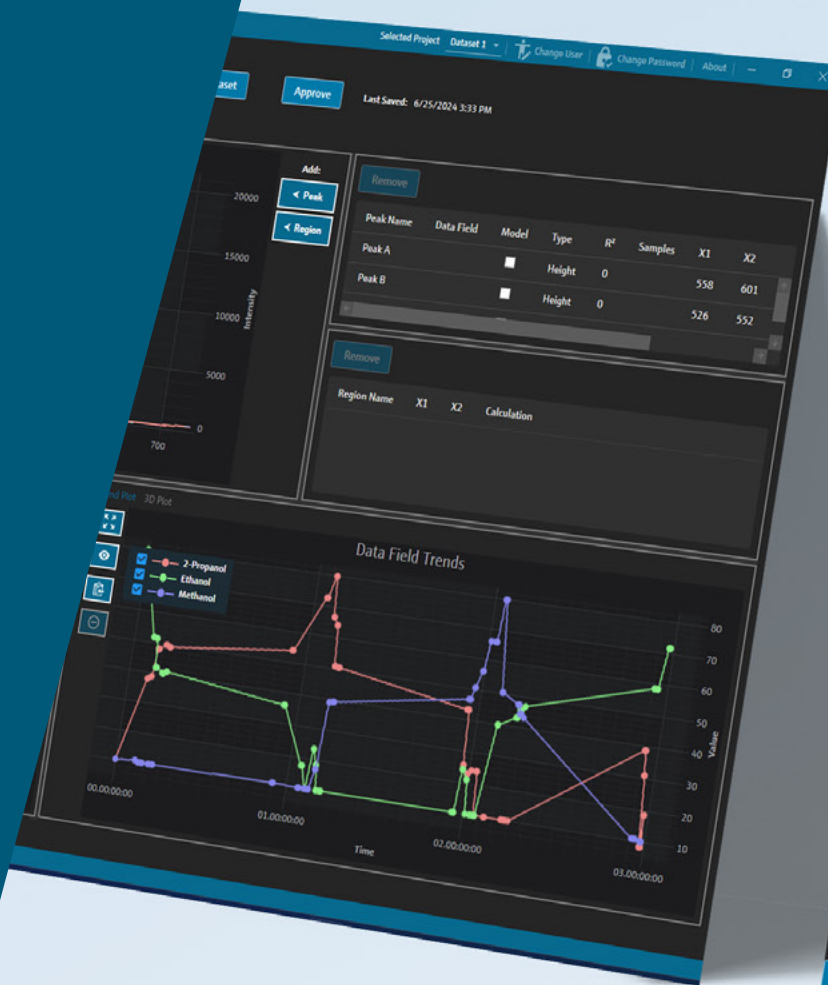 Selected Project Dataset 1 Change User Change Password About
Approve Last Saved: 6/25/2024 3:33 PM
Add:
< Peak
< Region
20000
15000
10000
5000
0
Intensity
700
Remove
Peak Name Data Field Model Type R² Samples X1 X2
Peak A Height 0 558 601
Peak B Height 0 526 552
Remove
Region Name X1 X2 Calculation
3D Plot
Data Field Trends
2-Propanol
Ethanol
Methanol
80
70
60
50
40
30
20
10
Value
00.00:00:00 01.00:00:00 02.00:00:00 03.00:00:00
Time